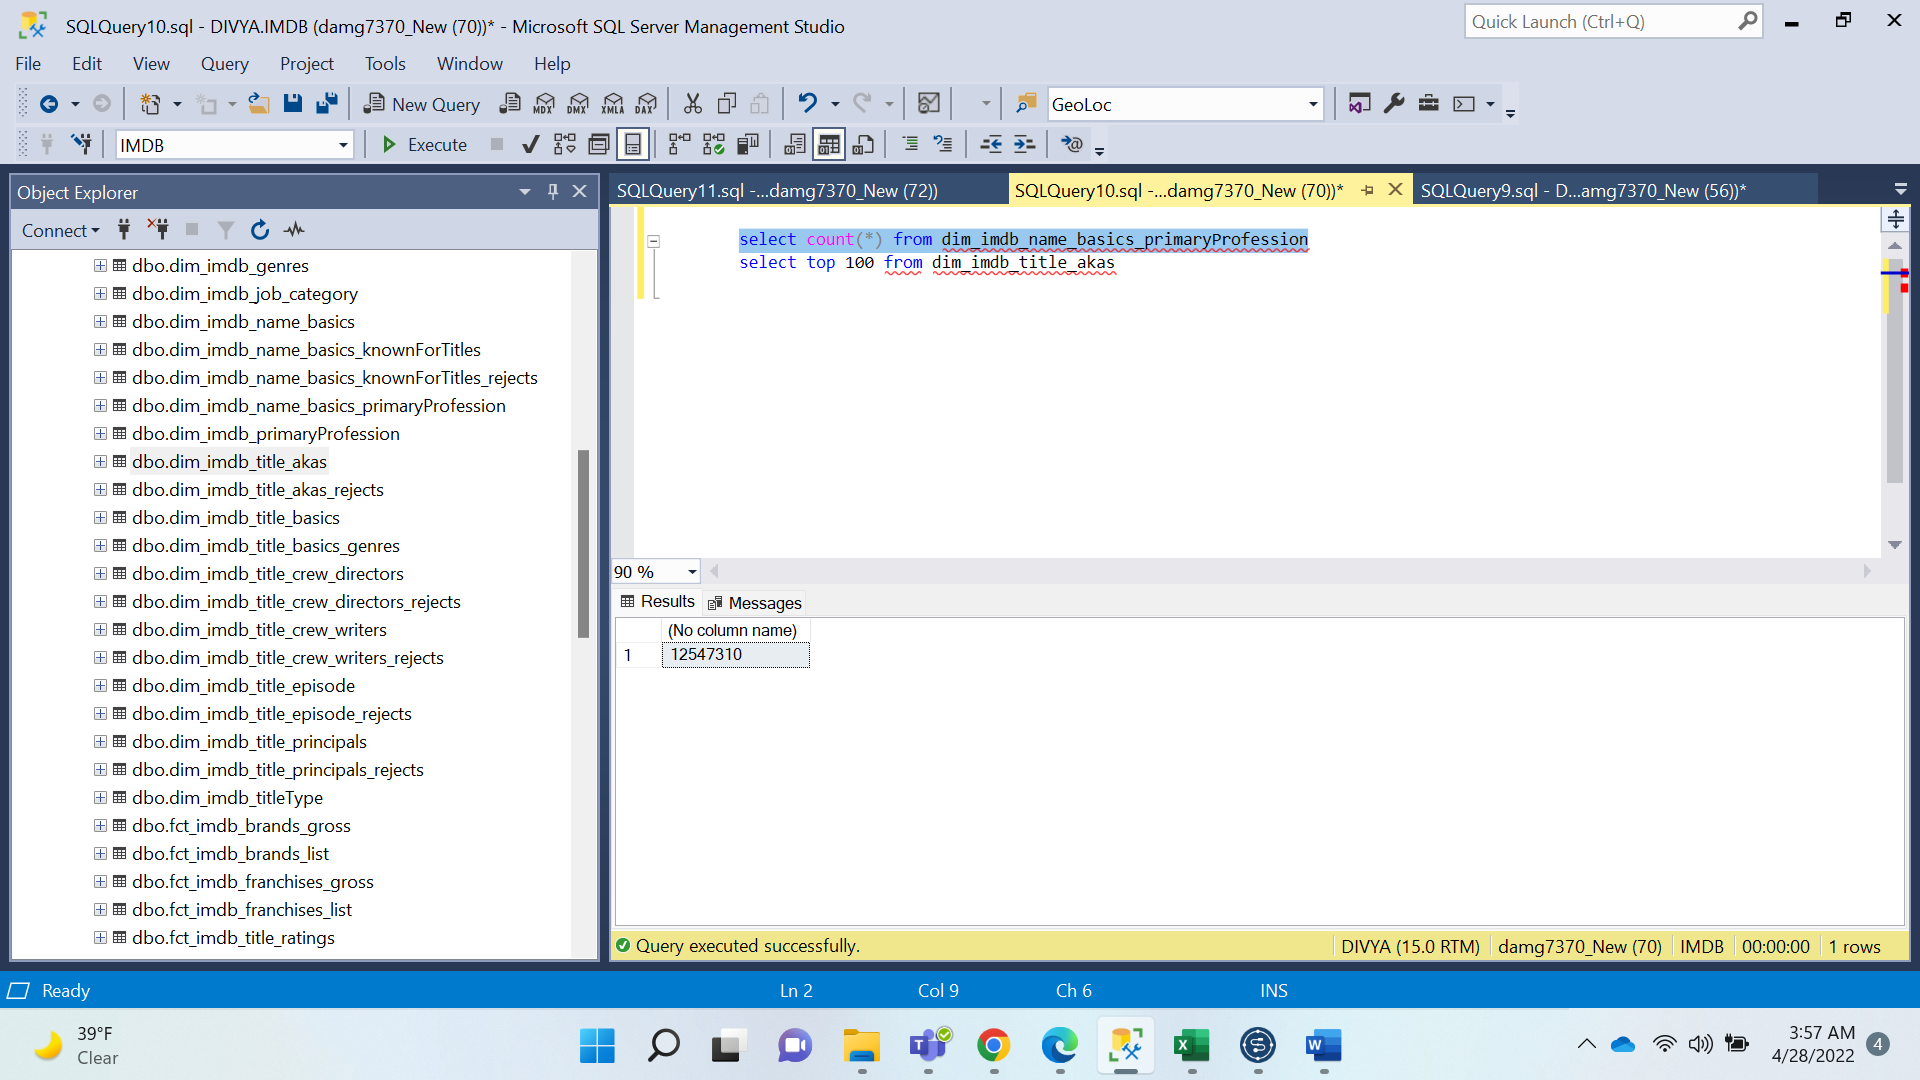 SQLQuery10.sql - DIVYA.IMDB (damg7370_New (70))* - Microsoft SQL Server Management Studio
Quick Launch (Ctrl+Q)
File Edit View Query Project Tools Window Help
New Query MDX DMX XMLA DAX GeoLoc
IMDB Execute
Object Explorer
Connect
dbo.dim_imdb_genres
dbo.dim_imdb_job_category
dbo.dim_imdb_name_basics
dbo.dim_imdb_name_basics_knownForTitles
dbo.dim_imdb_name_basics_knownForTitles_rejects
dbo.dim_imdb_name_basics_primaryProfession
dbo.dim_imdb_primaryProfession
dbo.dim_imdb_title_akas
dbo.dim_imdb_title_akas_rejects
dbo.dim_imdb_title_basics
dbo.dim_imdb_title_basics_genres
dbo.dim_imdb_title_crew_directors
dbo.dim_imdb_title_crew_directors_rejects
dbo.dim_imdb_title_crew_writers
dbo.dim_imdb_title_crew_writers_rejects
dbo.dim_imdb_title_episode
dbo.dim_imdb_title_episode_rejects
dbo.dim_imdb_title_principals
dbo.dim_imdb_title_principals_rejects
dbo.dim_imdb_titleType
dbo.fct_imdb_brands_gross
dbo.fct_imdb_brands_list
dbo.fct_imdb_franchises_gross
dbo.fct_imdb_franchises_list
dbo.fct_imdb_title_ratings
SQLQuery11.sql -...damg7370_New (72)) SQLQuery10.sql -...damg7370_New (70))* SQLQuery9.sql - D...amg7370_New (56))*
select count(*) from dim_imdb_name_basics_primaryProfession
select top 100 from dim_imdb_title_akas
90 %
Results Messages
(No column name)
1 12547310
Query executed successfully. DIVYA (15.0 RTM) damg7370_New (70) IMDB 00:00:00 1 rows
Ready Ln 2 Col 9 Ch 6 INS
39°F
Clear
3:57 AM
4/28/2022
4